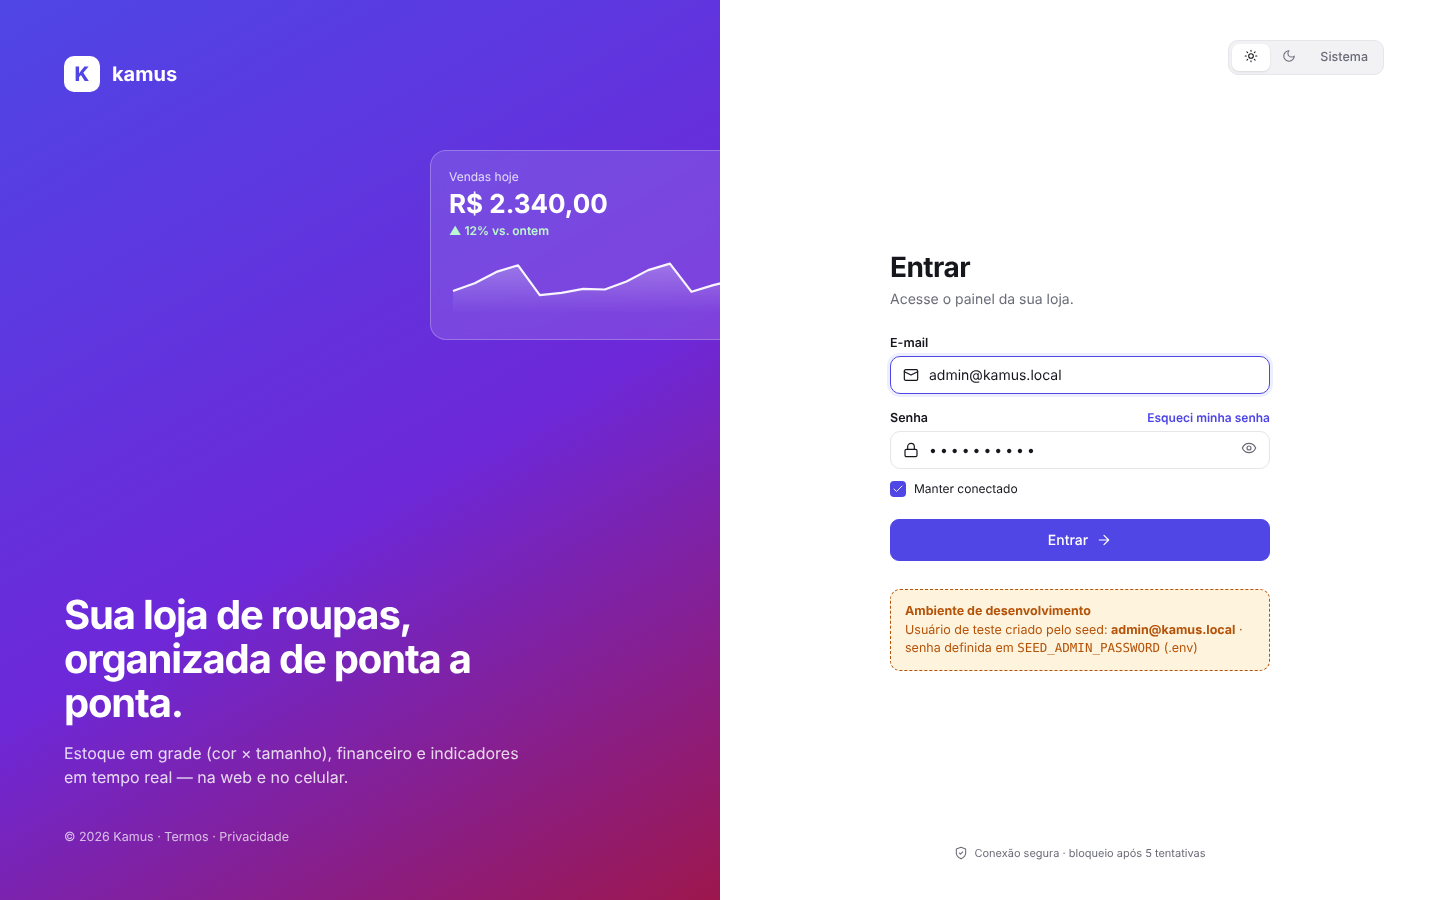 K kamus
Vendas hoje
R$ 2.340,00
▲ 12% vs. ontem
Sua loja de roupas,
organizada de ponta a
ponta.
Estoque em grade (cor × tamanho), financeiro e indicadores
em tempo real — na web e no celular.
© 2026 Kamus · Termos · Privacidade
Sistema
Entrar
Acesse o painel da sua loja.
E-mail
admin@kamus.local
Senha Esqueci minha senha
••••••••••
Manter conectado
Entrar →
Ambiente de desenvolvimento
Usuário de teste criado pelo seed: admin@kamus.local ·
senha definida em SEED_ADMIN_PASSWORD (.env)
Conexão segura · bloqueio após 5 tentativas